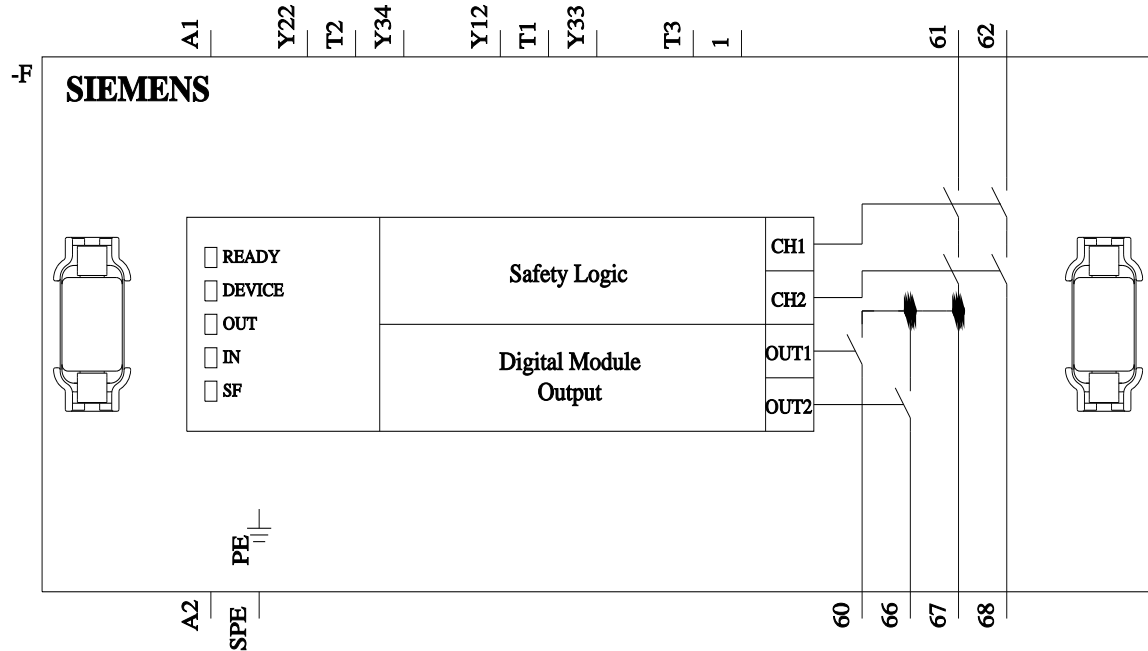 A1
Y22
T2
Y34
Y12
T1
Y33
T3
1
61
62
-F
SIEMENS
READY
DEVICE
OUT
IN
SF
Safety Logic
Digital Module
Output
CH1
CH2
OUT1
OUT2
PE
A2
SPE
60
66
67
68